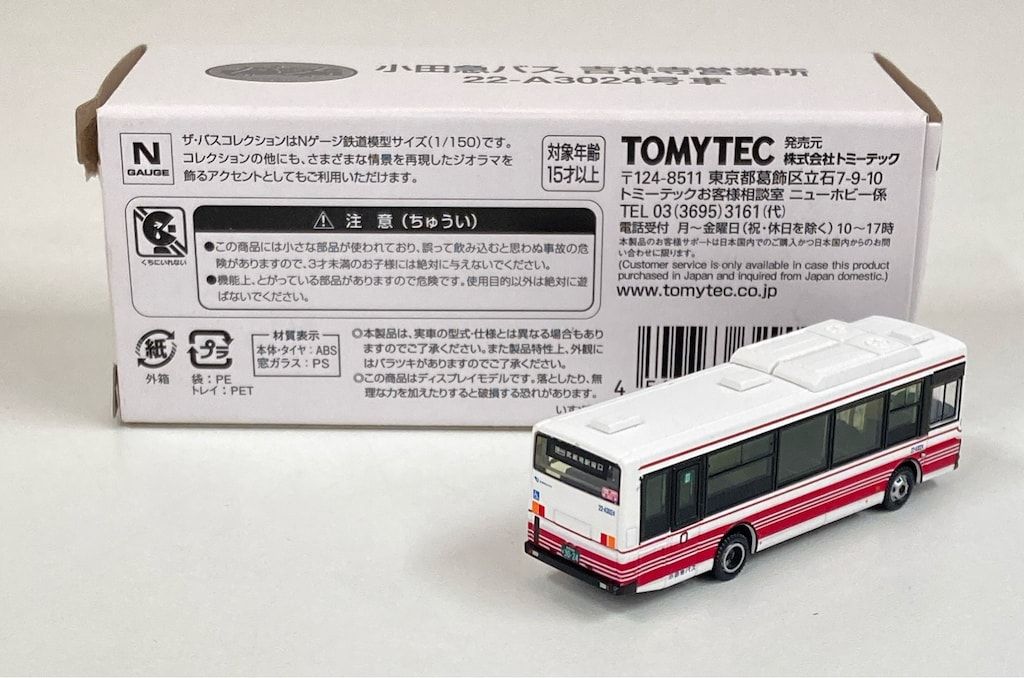 小田急バス 吉祥寺営業所
22-A3024号車
N
GAUGE
ザ・バスコレクションはNゲージ鉄道模型サイズ(1/150)です。
コレクションの他にも、さまざまな情景を再現したジオラマを
飾るアクセントとしてもご利用いただけます。
対象年齢
15才以上
くちにいれない
⚠ 注 意(ちゅうい)
●この商品には小さな部品が使われており、誤って飲み込むと思わぬ事故の危
険がありますので、3才未満のお子様には絶対に与えないでください。
●機能上、とがっている部品がありますので危険です。使用目的以外は絶対に遊
ばないでください。
紙
外箱
プラ
袋:PE
トレイ:PET
材質表示
本体・タイヤ:ABS
窓ガラス:PS
◎本製品は、実車の型式・仕様とは異なる場合もあり
ますのでご了承ください。また製品特性上、外観に
はバラツキがありますがご了承ください。
◎この商品はディスプレイモデルです。落としたり、無
理な力を加えたりすると破損する恐れがあります。
いすゞ
TOMYTEC 発売元
株式会社トミーテック
〒124-8511 東京都葛飾区立石7-9-10
トミーテックお客様相談室 ニューホビー係
TEL 03(3695)3161(代)
電話受付 月~金曜日(祝・休日を除く)10~17時
本製品のお客様サポートは日本国内でのご購入かつ日本国内からのお問
い合わせに限ります。
(Customer service is only available in case this product
purchased in Japan and inquired from Japan domestic.)
www.tomytec.co.jp
4
武蔵境駅南口
22-A3024
22-A3024
小田急バス